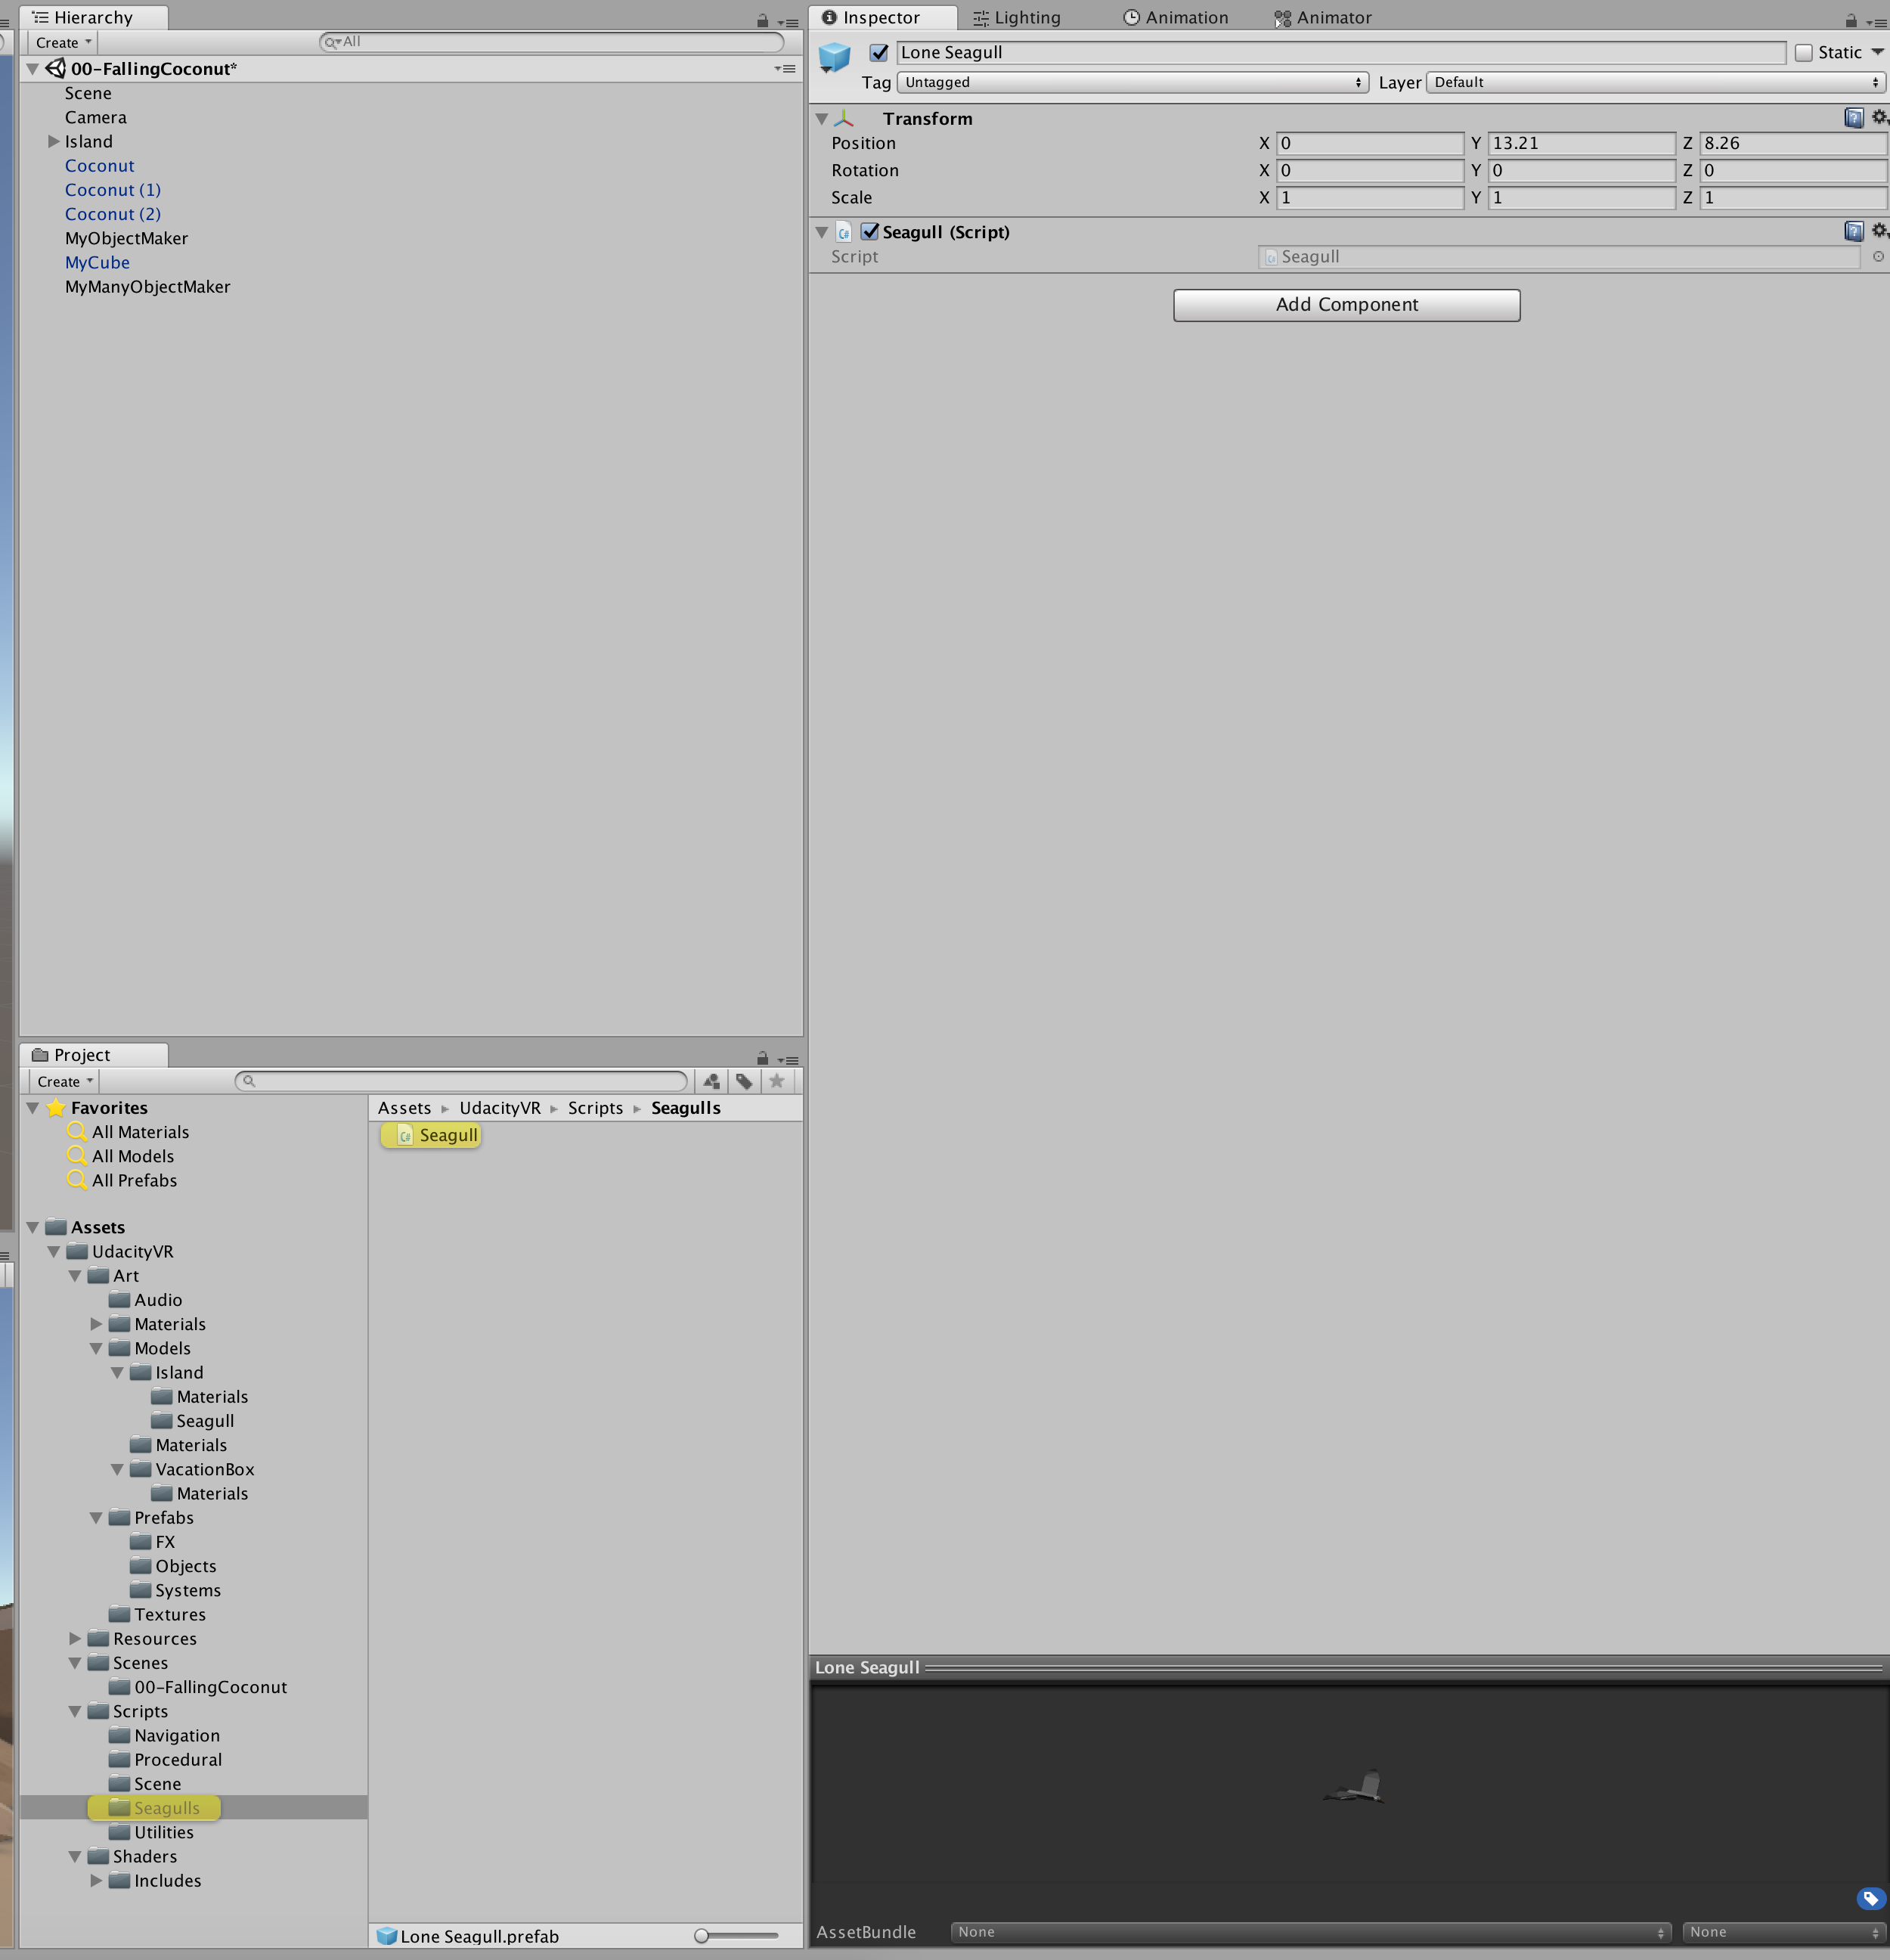 Hierarchy
Create
All
00-FallingCoconut*
Scene
Camera
Island
Coconut
Coconut (1)
Coconut (2)
MyObjectMaker
MyCube
MyManyObjectMaker
Project
Create
Favorites
All Materials
All Models
All Prefabs
Assets
UdacityVR
Art
Audio
Materials
Models
Island
Materials
Seagull
Materials
VacationBox
Materials
Prefabs
FX
Objects
Systems
Textures
Resources
Scenes
00-FallingCoconut
Scripts
Navigation
Procedural
Scene
Seagulls
Utilities
Shaders
Includes
Assets UdacityVR Scripts Seagulls
C# Seagull
Lone Seagull.prefab
Inspector Lighting Animation Animator
Lone Seagull Static
Tag Untagged Layer Default
Transform
Position X 0 Y 13.21 Z 8.26
Rotation X 0 Y 0 Z 0
Scale X 1 Y 1 Z 1
C# Seagull (Script)
Script Seagull
Add Component
Lone Seagull
AssetBundle None None